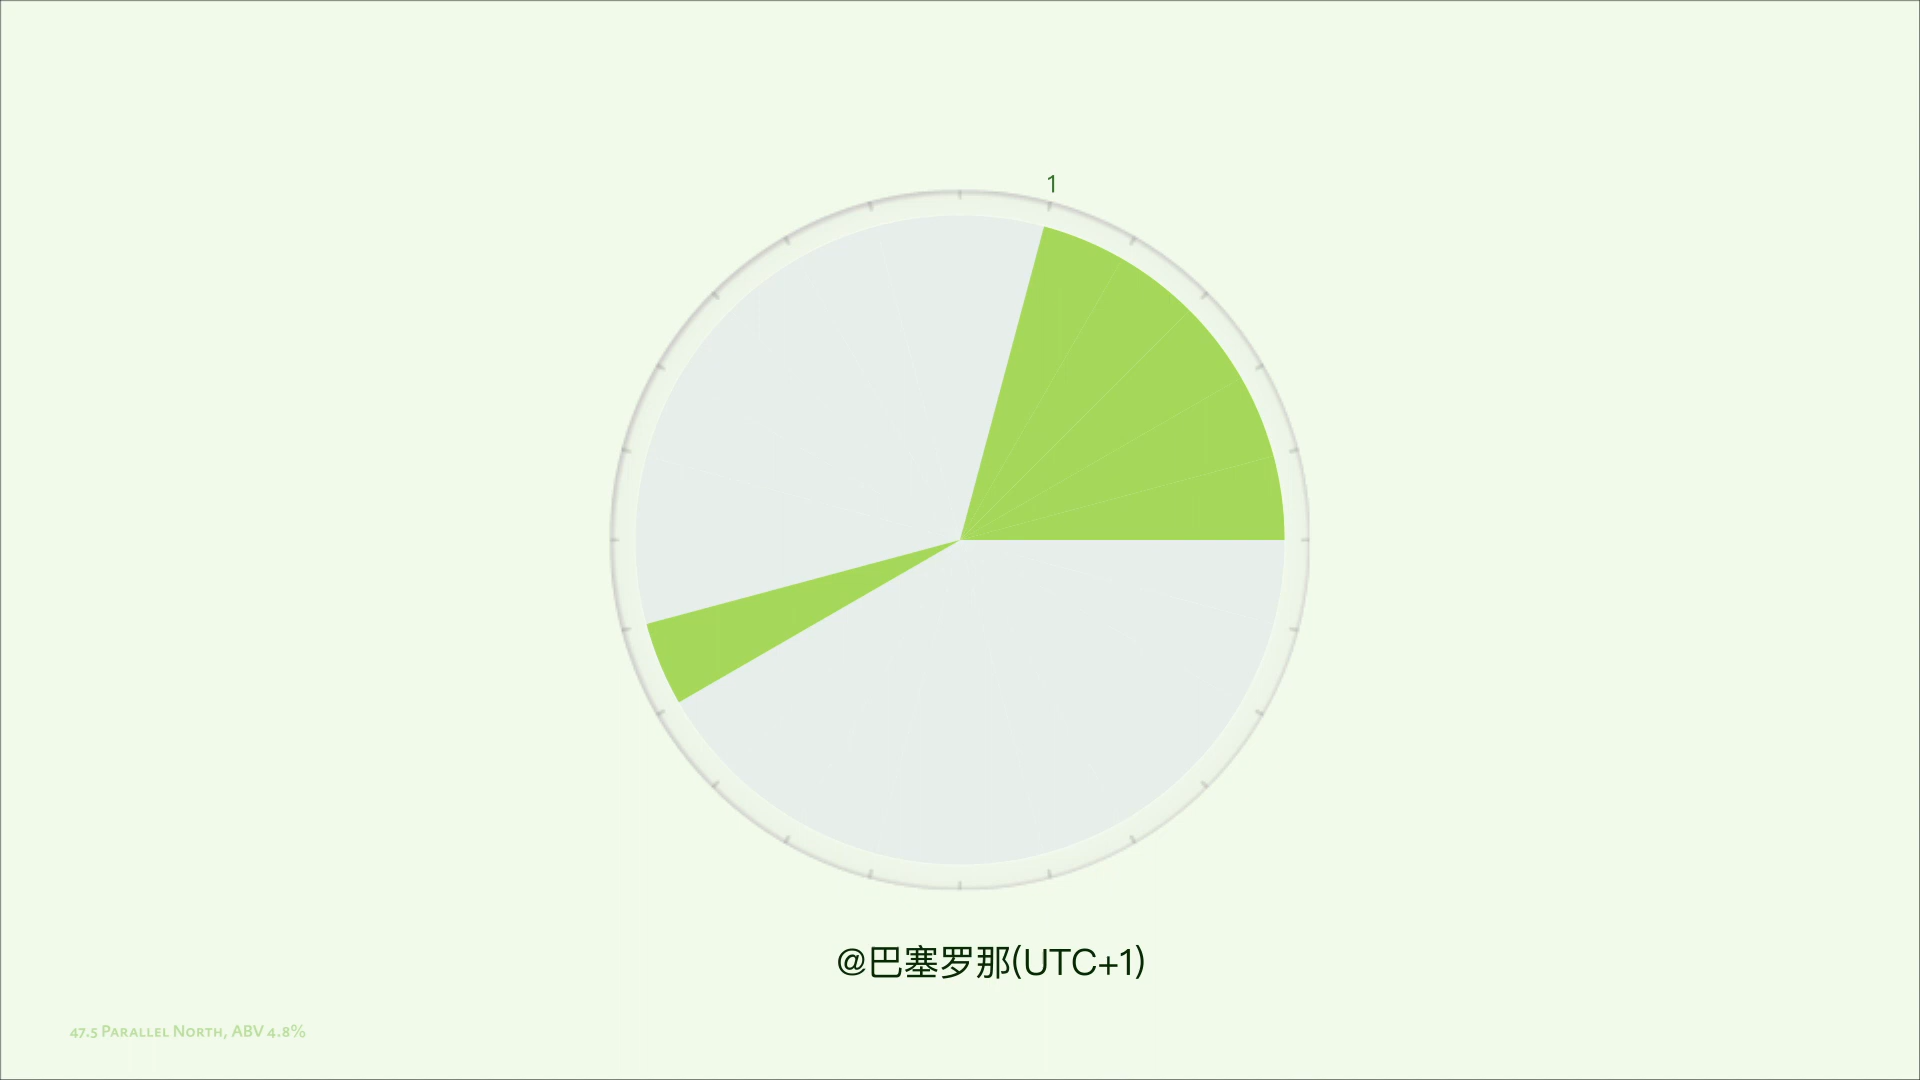 1
@巴塞罗那(UTC+1)
47.5 Parallel North, ABV 4.8%